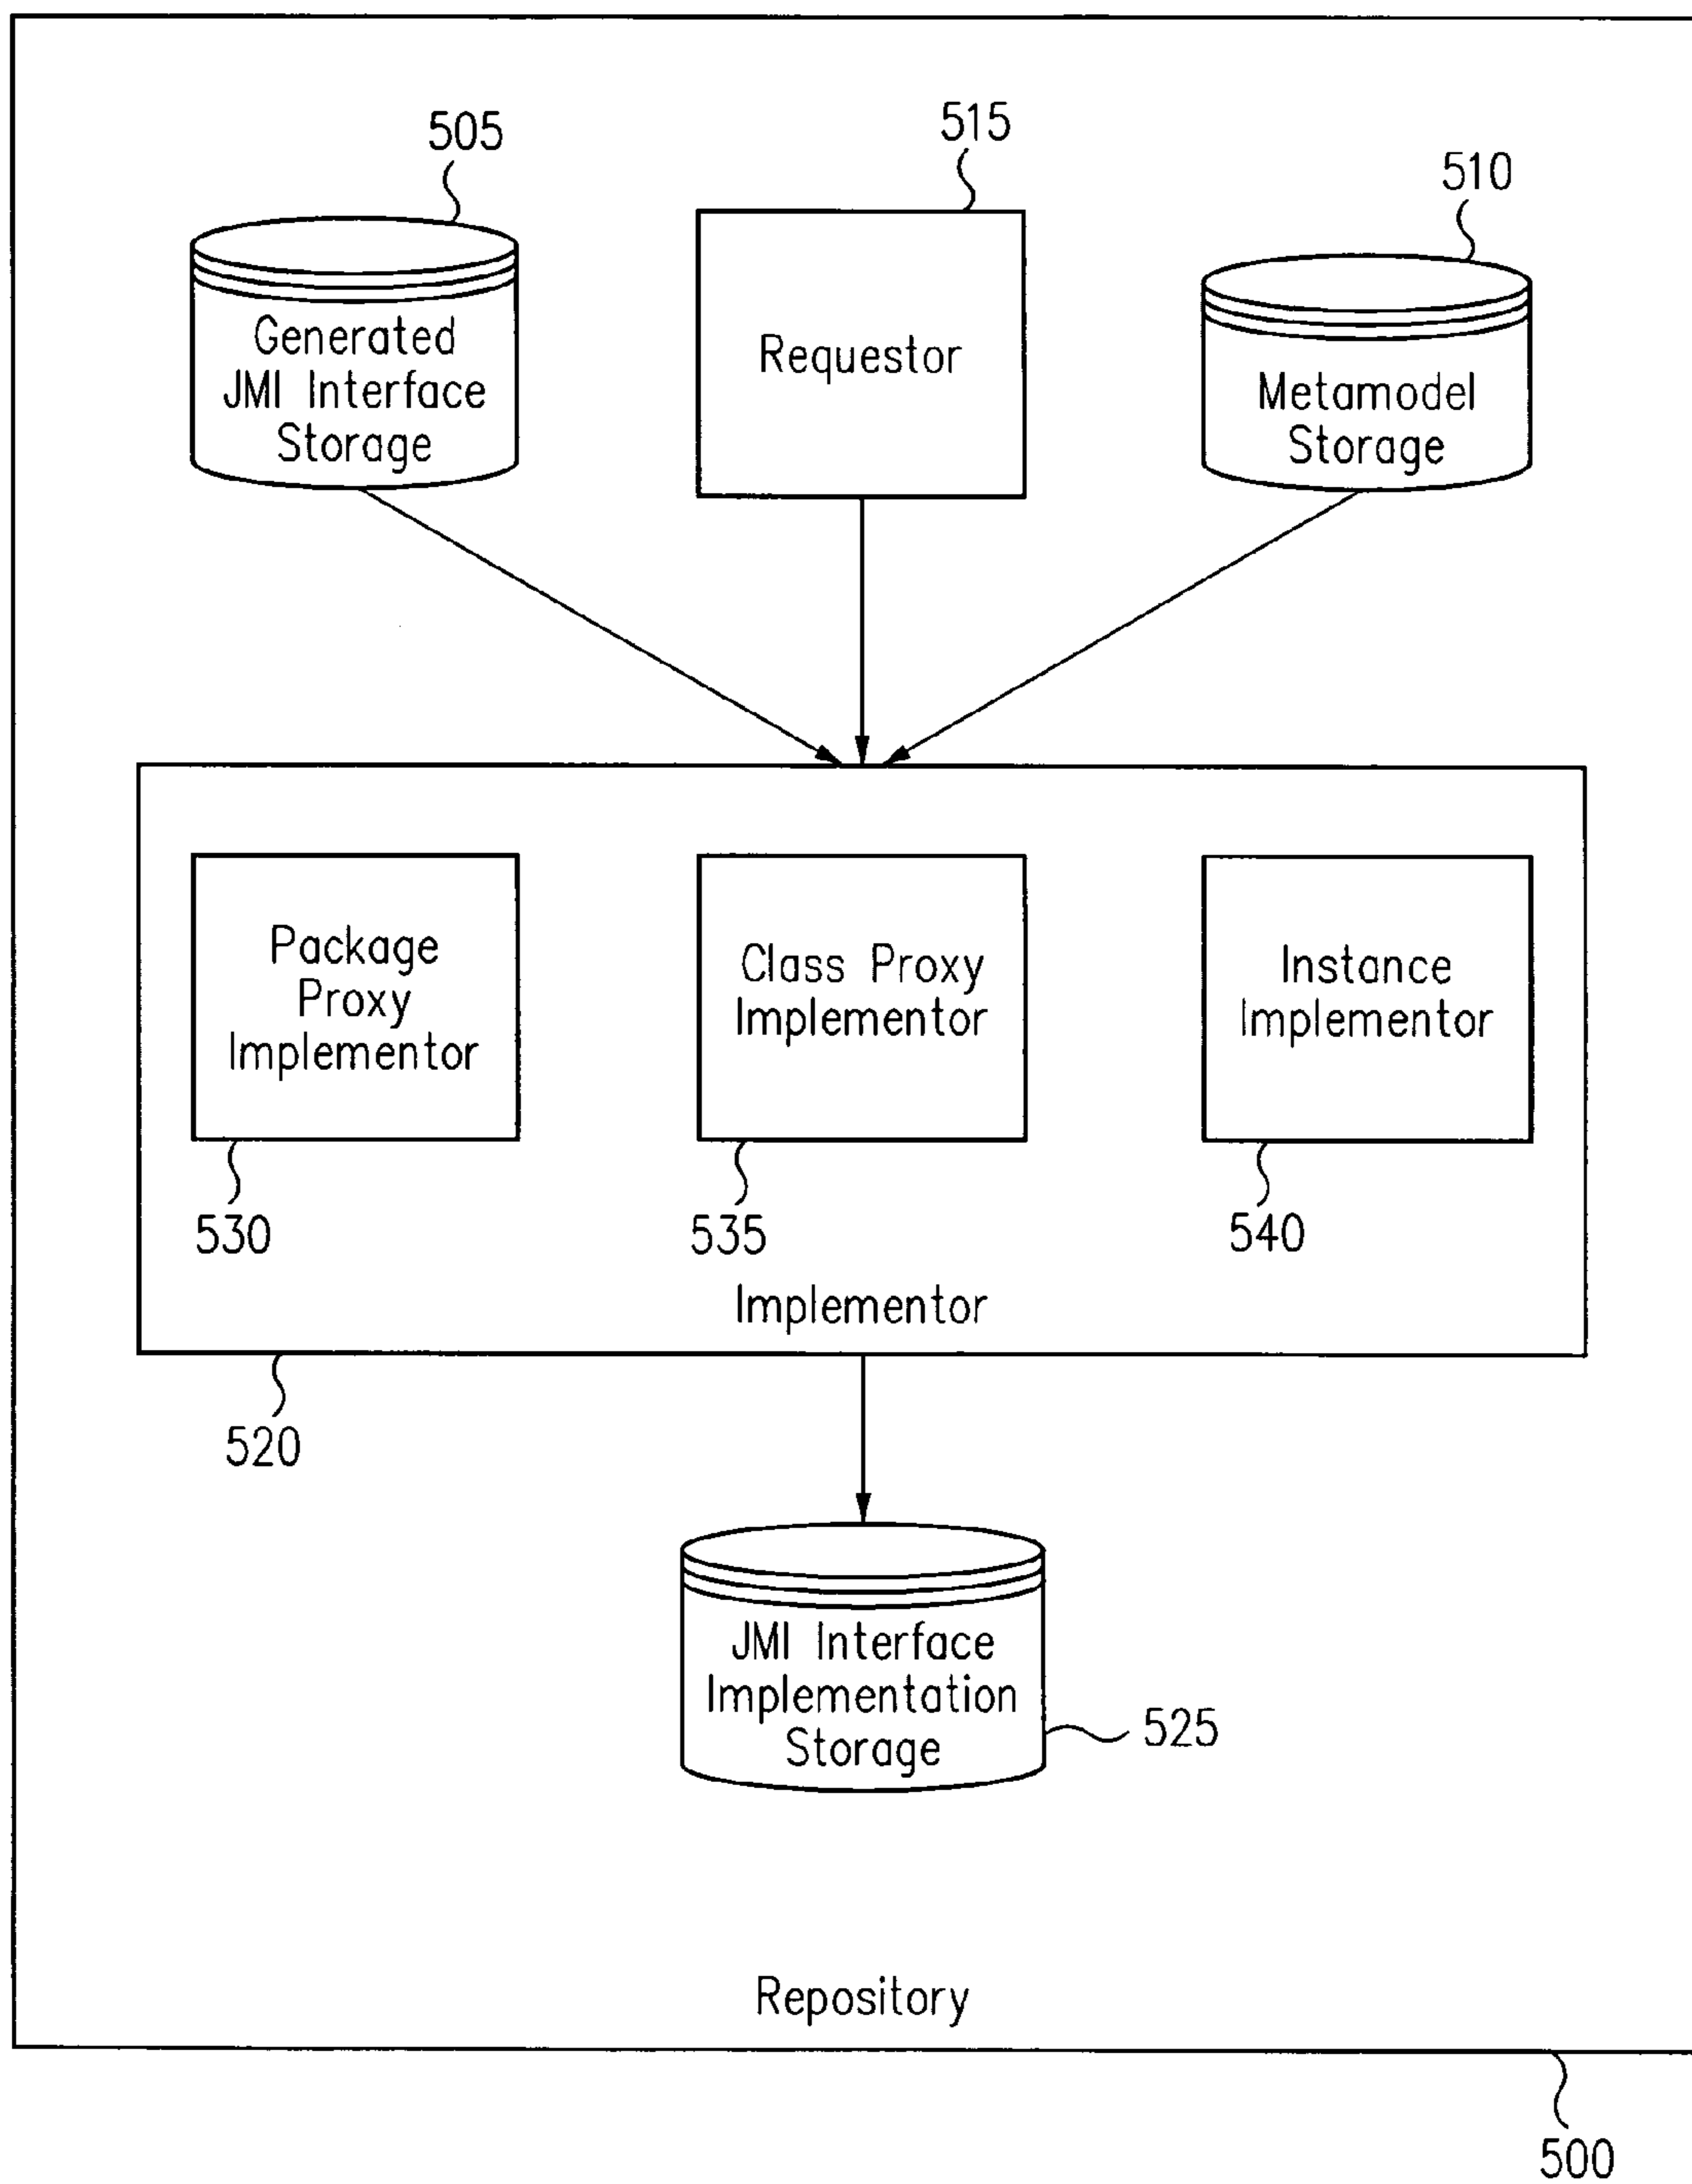 505
515
510
Generated
JMI Interface
Storage
Requestor
Metamodel
Storage
Package
Proxy
Implementor
Class Proxy
Implementor
Instance
Implementor
530
535
540
Implementor
520
JMI Interface
Implementation
Storage
525
Repository
500